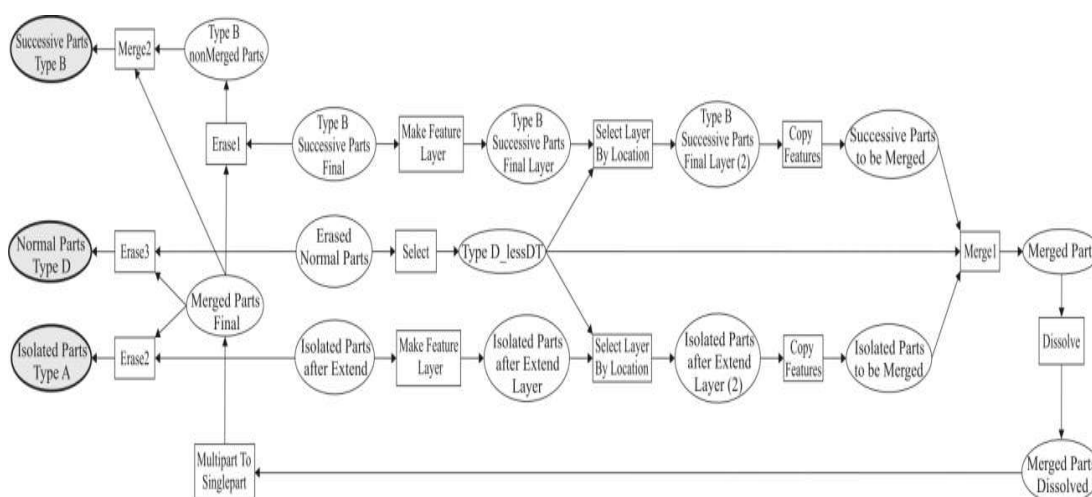 Successive Parts
Type B
Merge2
Type B
nonMerged Parts
Erase1
Type B
Successive Parts
Final
Make Feature
Layer
Type B
Successive Parts
Final Layer
Select Layer
By Location
Type B
Successive Parts
Final Layer (2)
Copy
Features
Successive Parts
to be Merged
Normal Parts
Type D
Erase3
Erased
Normal Parts
Select
Type D_lessDT
Merge1
Merged Part
Merged Parts
Final
Isolated Parts
Type A
Erase2
Isolated Parts
after Extend
Make Feature
Layer
Isolated Parts
after Extend
Layer
Select Layer
By Location
Isolated Parts
after Extend
Layer (2)
Copy
Features
Isolated Parts
to be Merged
Dissolve
Multipart To
Singlepart
Merged Part
Dissolved